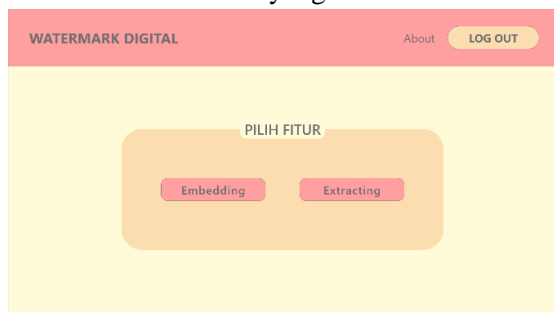 WATERMARK DIGITAL
About
LOG OUT
PILIH FITUR
Embedding
Extracting